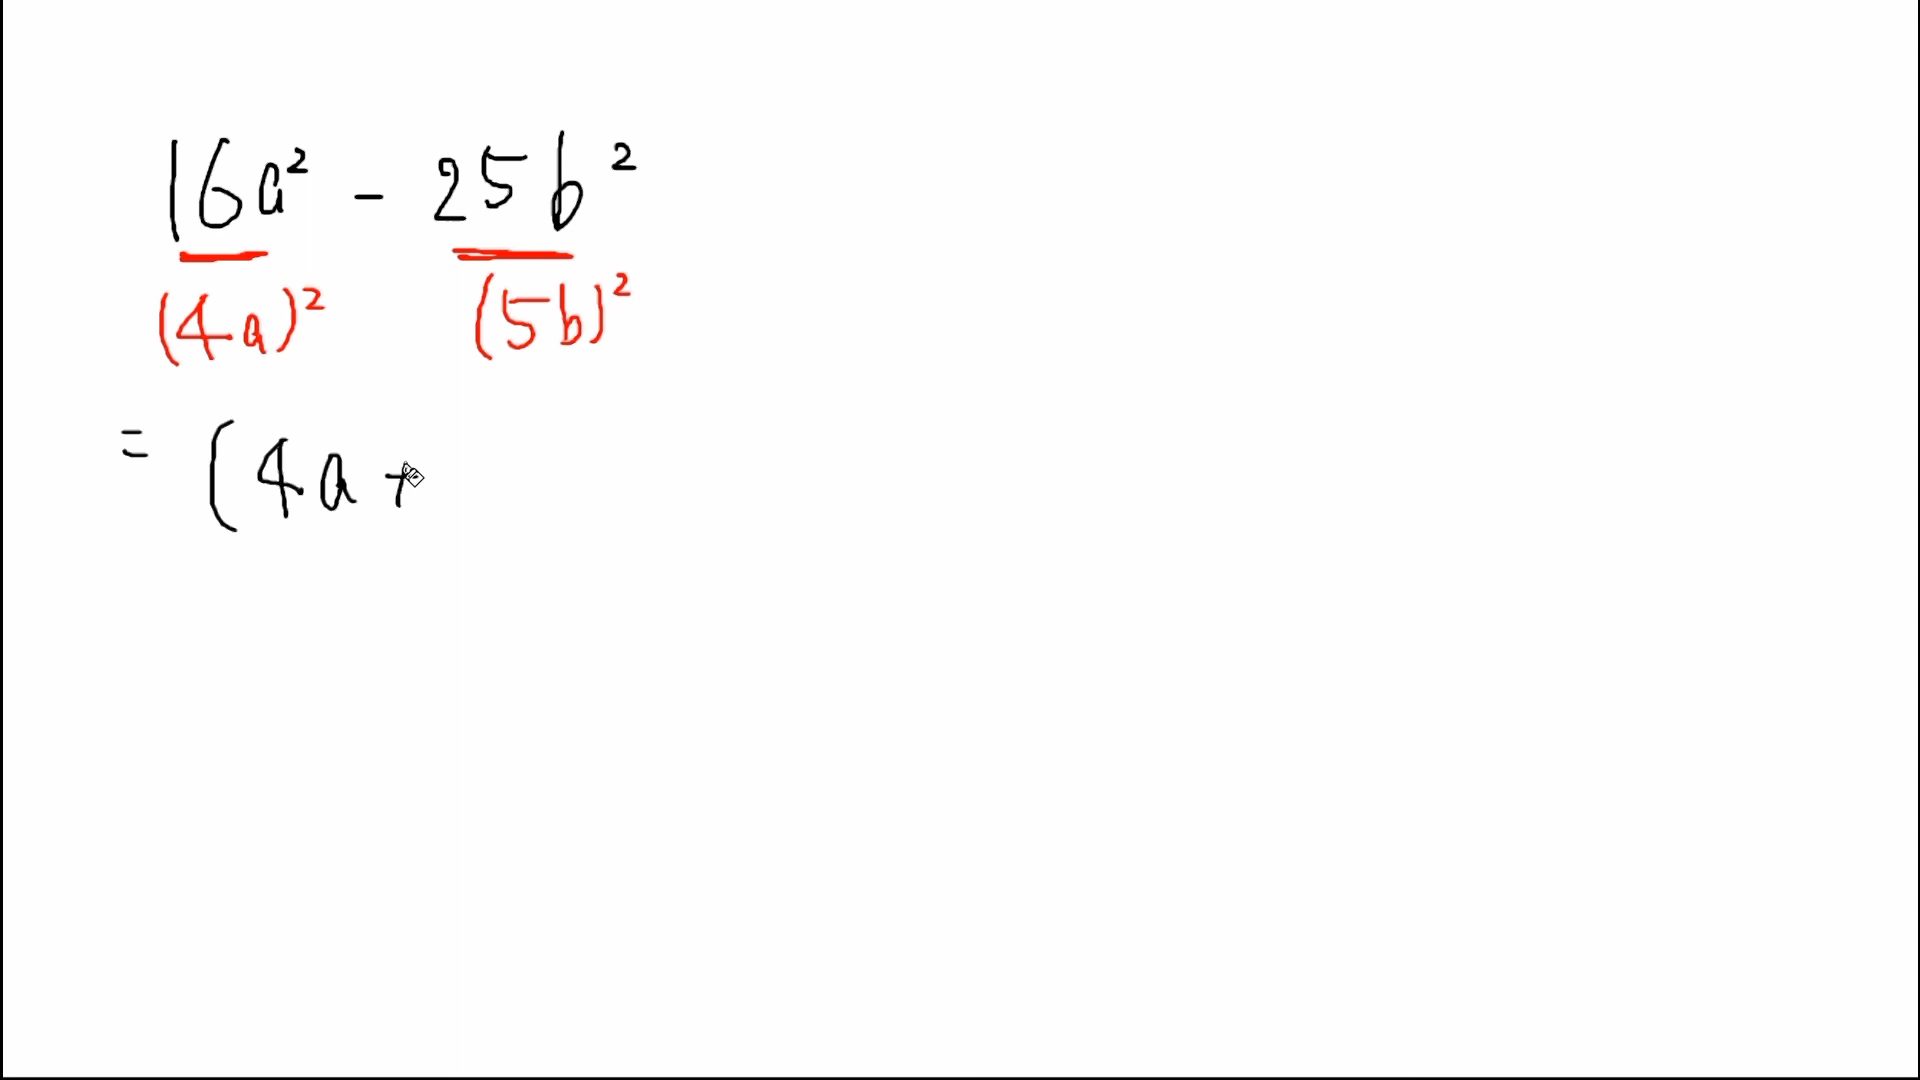 16a² - 25b²
(4a)² (5b)²
= (4a +